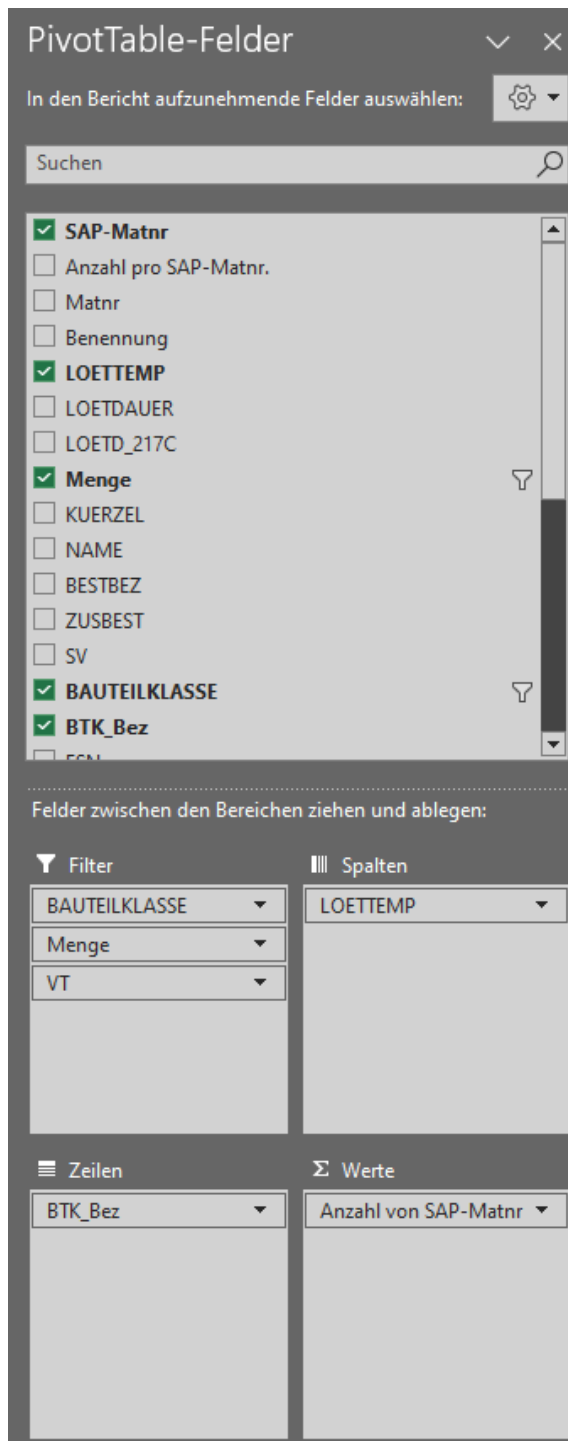 PivotTable-Felder
In den Bericht aufzunehmende Felder auswählen:
Suchen
SAP-Matnr
Anzahl pro SAP-Matnr.
Matnr
Benennung
LOETTEMP
LOETDAUER
LOETD_217C
Menge
KUERZEL
NAME
BESTBEZ
ZUSBEST
SV
BAUTEILKLASSE
BTK_Bez
Felder zwischen den Bereichen ziehen und ablegen:
Filter
BAUTEILKLASSE
Menge
VT
Spalten
LOETTEMP
Zeilen
BTK_Bez
Σ Werte
Anzahl von SAP-Matnr